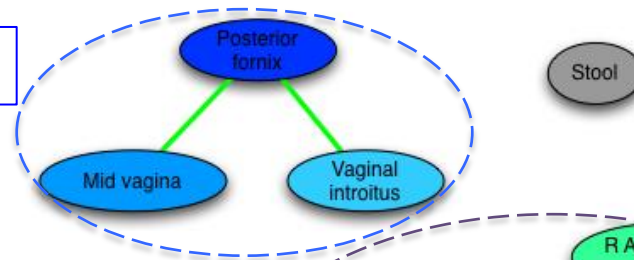 Posterior
fornix
Stool
Mid vagina
Vaginal
introitus
R A